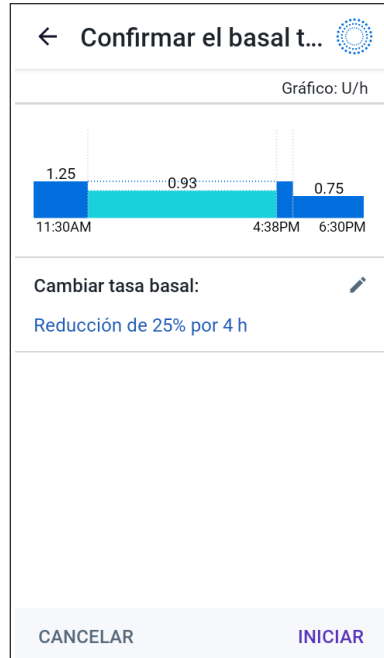 Confirmar el basal t...
Gráfico: U/h
1.25 0.93 0.75
11:30AM 4:38PM 6:30PM
Cambiar tasa basal:
Reducción de 25% por 4 h
CANCELAR INICIAR